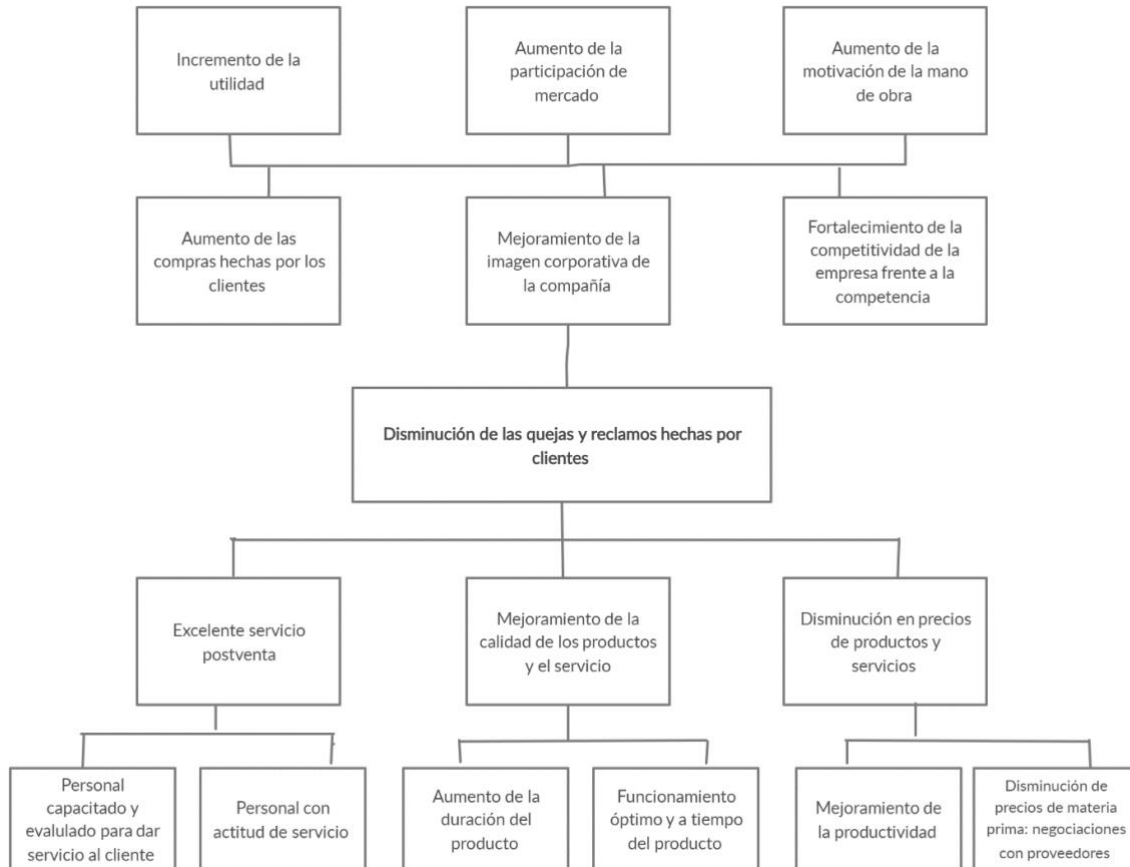 Incremento de la
utilidad
Aumento de la
participación de
mercado
Aumento de la
motivación de la mano
de obra
Aumento de las
compras hechas por los
clientes
Mejoramiento de la
imagen corporativa de
la compañía
Fortalecimiento de la
competitividad de la
empresa frente a la
competencia
Disminución de las quejas y reclamos hechas por
clientes
Excelente servicio
postventa
Mejoramiento de la
calidad de los productos
y el servicio
Disminución en precios
de productos y
servicios
Personal
capacitado y
evalulado para dar
servicio al cliente
Personal con
actitud de servicio
Aumento de la
duración del
producto
Funcionamiento
óptimo y a tiempo
del producto
Mejoramiento de
la productividad
Disminución de
precios de materia
prima: negociaciones
con proveedores